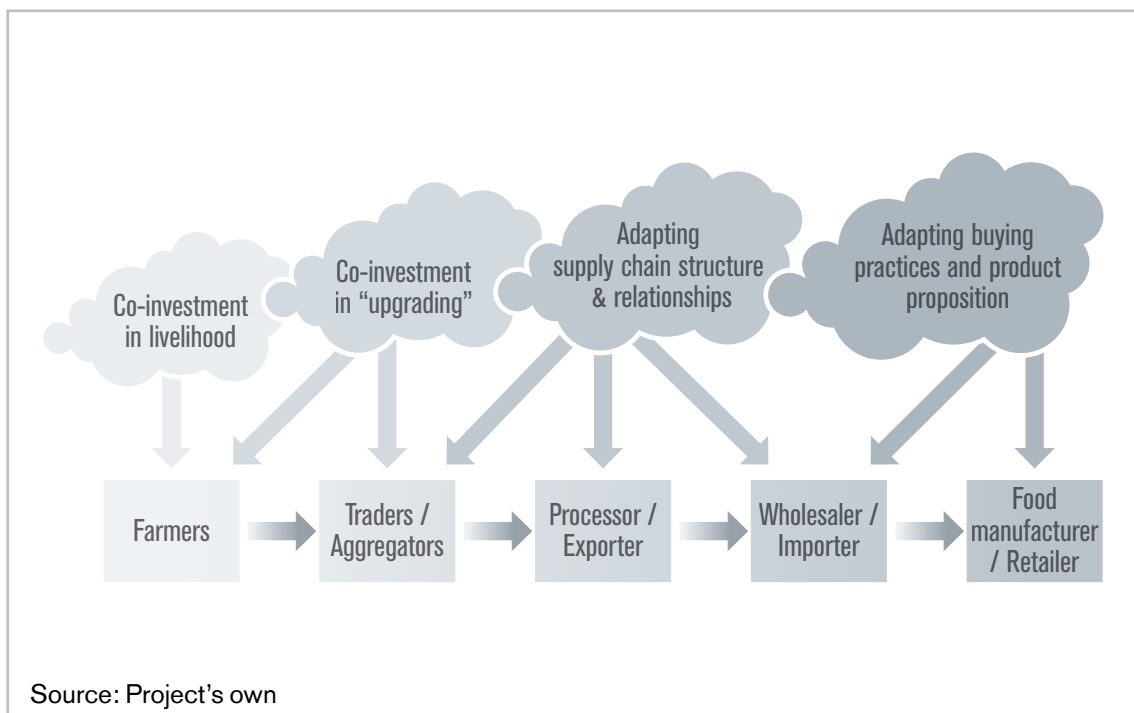 Co-investment
in livelihood
Co-investment
in “upgrading”
Adapting
supply chain structure
& relationships
Adapting buying
practices and product
proposition
Farmers
Traders /
Aggregators
Processor /
Exporter
Wholesaler /
Importer
Food
manufacturer
/ Retailer
Source: Project’s own